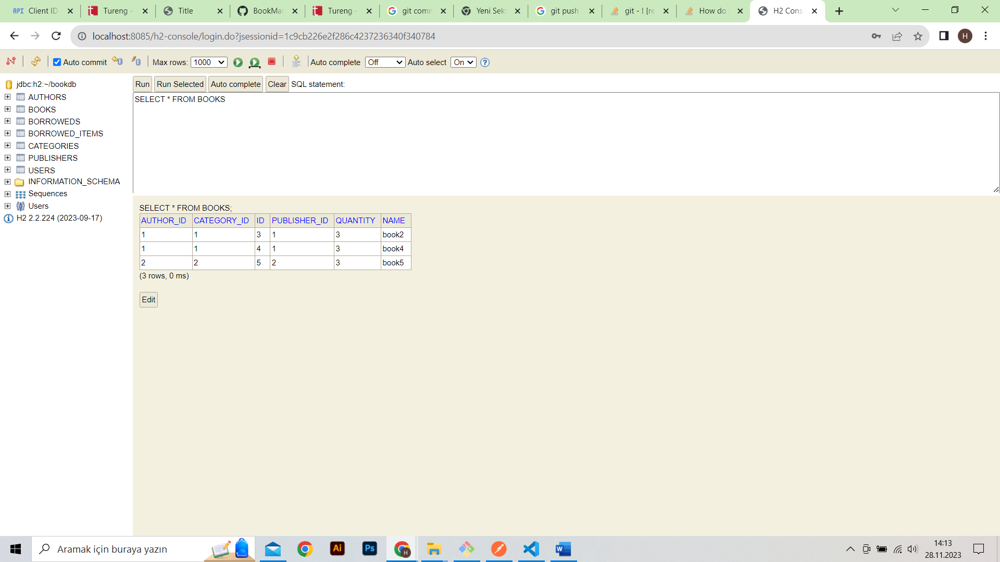 API Client ID
Tureng -
Title
BookMa
Tureng -
git comm
Yeni Sek
git push
git - ! [re
How do
H2 Cons
localhost:8085/h2-console/login.do?jsessionid=1c9cb226e2f286c4237236340f340784
H
Auto commit
Max rows: 1000
Auto complete Off
Auto select On
jdbc:h2:~/bookdb
AUTHORS
BOOKS
BORROWEDS
BORROWED_ITEMS
CATEGORIES
PUBLISHERS
USERS
INFORMATION_SCHEMA
Sequences
Users
H2 2.2.224 (2023-09-17)
Run Run Selected Auto complete Clear SQL statement:
SELECT * FROM BOOKS
SELECT * FROM BOOKS;
AUTHOR_ID CATEGORY_ID ID PUBLISHER_ID QUANTITY NAME
1 1 3 1 3 book2
1 1 4 1 3 book4
2 2 5 2 3 book5
(3 rows, 0 ms)
Edit
Aramak için buraya yazın
Ai
Ps
H
W
14:13
28.11.2023